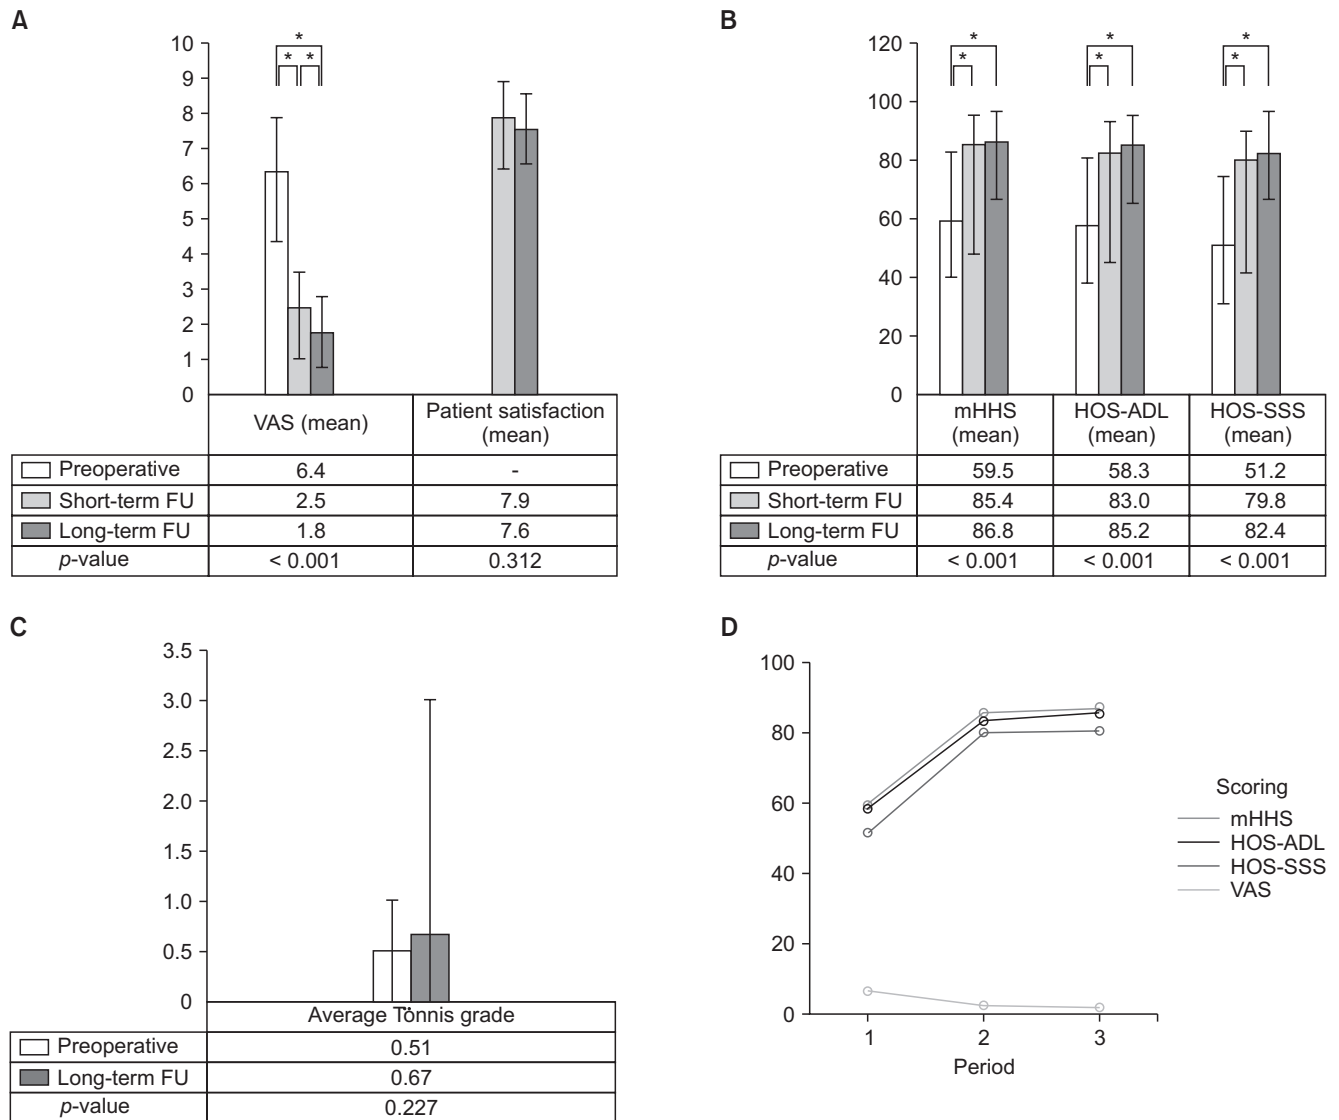 A
10
9
8
7
6
5
4
3
2
1
0
*
* *
VAS (mean)
Patient satisfaction
(mean)
Preoperative 6.4 -
Short-term FU 2.5 7.9
Long-term FU 1.8 7.6
p-value < 0.001 0.312
B
120
100
80
60
40
20
0
* * *
* * *
mHHS HOS-ADL HOS-SSS
(mean) (mean) (mean)
Preoperative 59.5 58.3 51.2
Short-term FU 85.4 83.0 79.8
Long-term FU 86.8 85.2 82.4
p-value < 0.001 < 0.001 < 0.001
C
3.5
3.0
2.5
2.0
1.5
1.0
0.5
0
Average Tönnis grade
Preoperative 0.51
Long-term FU 0.67
p-value 0.227
D
100
80
60
40
20
0
1 2 3
Period
Scoring
mHHS
HOS-ADL
HOS-SSS
VAS